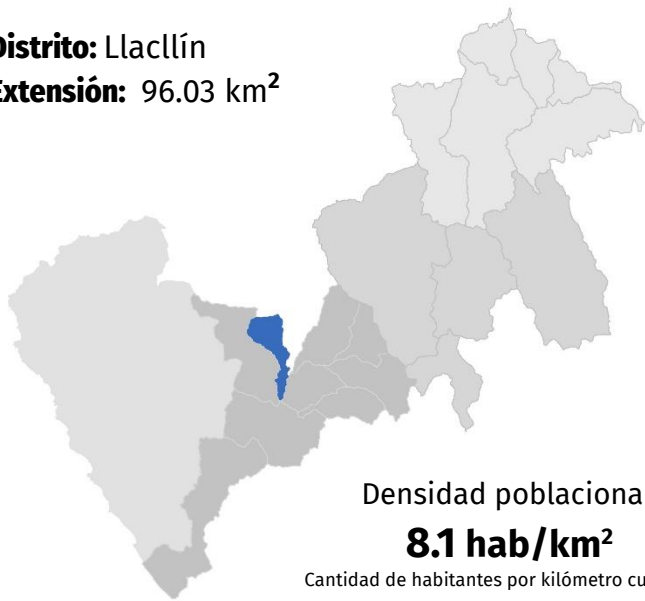 Distrito: Llacllín
Extensión: 96.03 km²
Densidad poblaciona
8.1 hab/km²
Cantidad de habitantes por kilómetro cu